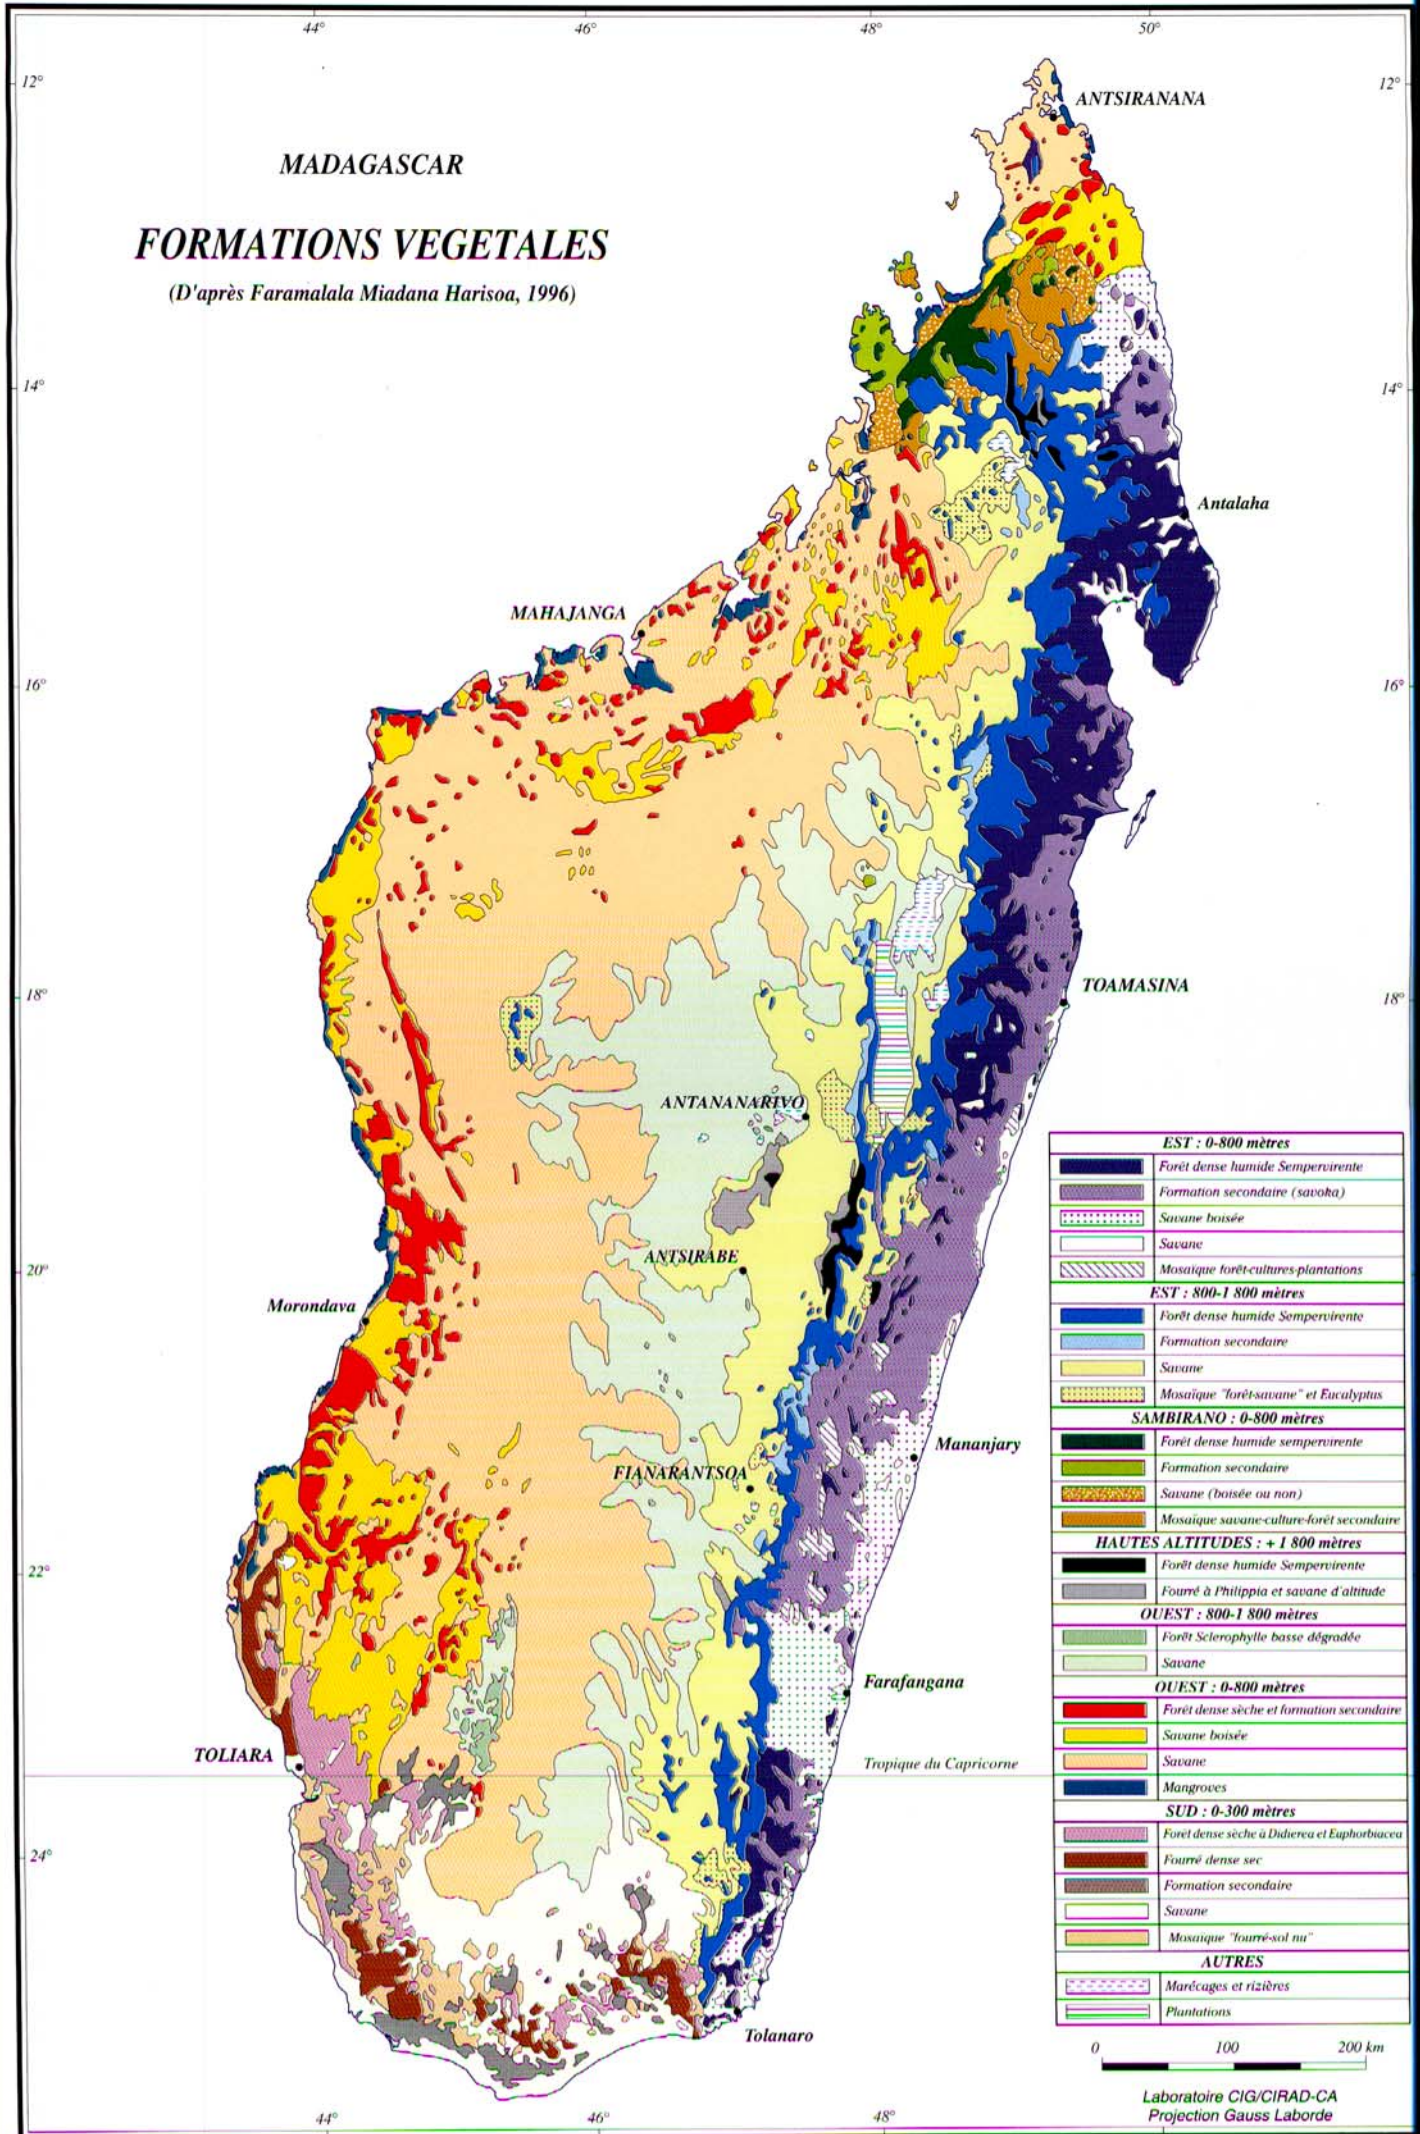 44° 46° 48° 50°
12° 12°
ANTSIRANANA
MADAGASCAR
FORMATIONS VEGETALES
(D'après Faramalala Miadana Harisoa, 1996)
14° 14°
Antalaha
MAHAJANGA
16° 16°
18° 18°
TOAMASINA
ANTANANARIVO
ANTSIRABE
20°
Morondava
Mananjary
FIANARANTSOA
22°
Farafangana
TOLIARA
Tropique du Capricorne
24°
Tolanaro
EST : 0-800 mètres
Forêt dense humide Sempervirente
Formation secondaire (savoka)
Savane boisée
Savane
Mosaïque forêt-cultures-plantations
EST : 800-1 800 mètres
Forêt dense humide Sempervirente
Formation secondaire
Savane
Mosaïque "forêt-savane" et Eucalyptus
SAMBIRANO : 0-800 mètres
Forêt dense humide sempervirente
Formation secondaire
Savane (boisée ou non)
Mosaïque savane-culture-forêt secondaire
HAUTES ALTITUDES : + 1 800 mètres
Forêt dense humide Sempervirente
Fourré à Philippia et savane d'altitude
OUEST : 800-1 800 mètres
Forêt Sclerophylle basse dégradée
Savane
OUEST : 0-800 mètres
Forêt dense sèche et formation secondaire
Savane boisée
Savane
Mangroves
SUD : 0-300 mètres
Forêt dense sèche à Didierea et Euphorbiacea
Fourré dense sec
Formation secondaire
Savane
Mosaïque "fourré-sol nu"
AUTRES
Marécages et rizières
Plantations
0 100 200 km
Laboratoire CIG/CIRAD-CA
Projection Gauss Laborde
44° 46° 48°